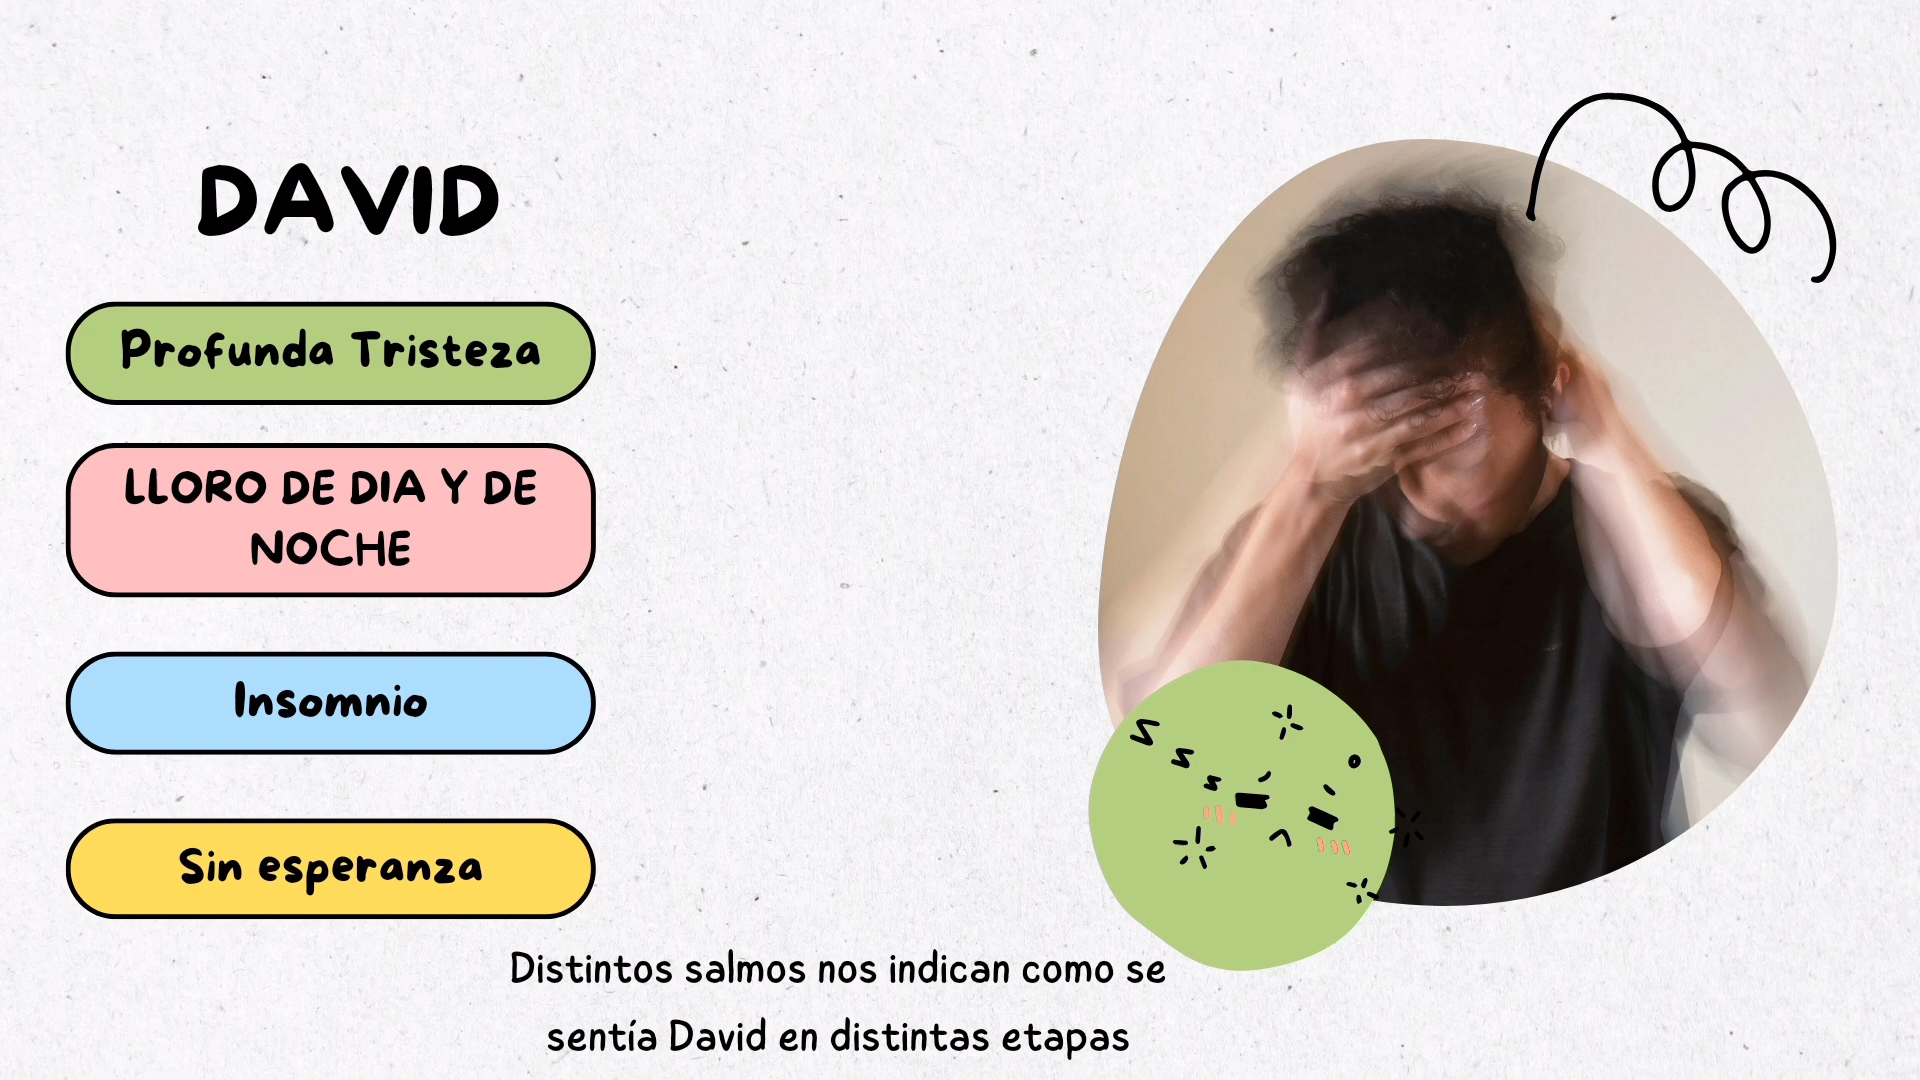 DAVID
Profunda Tristeza
LLORO DE DIA Y DE
NOCHE
Insomnio
Sin esperanza
Distintos salmos nos indican como se
sentía David en distintas etapas